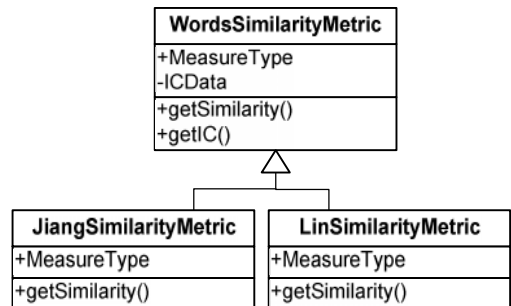 WordsSimilarityMetric
+MeasureType
-ICData
+getSimilarity()
+getIC()
JiangSimilarityMetric
+MeasureType
+getSimilarity()
LinSimilarityMetric
+MeasureType
+getSimilarity()